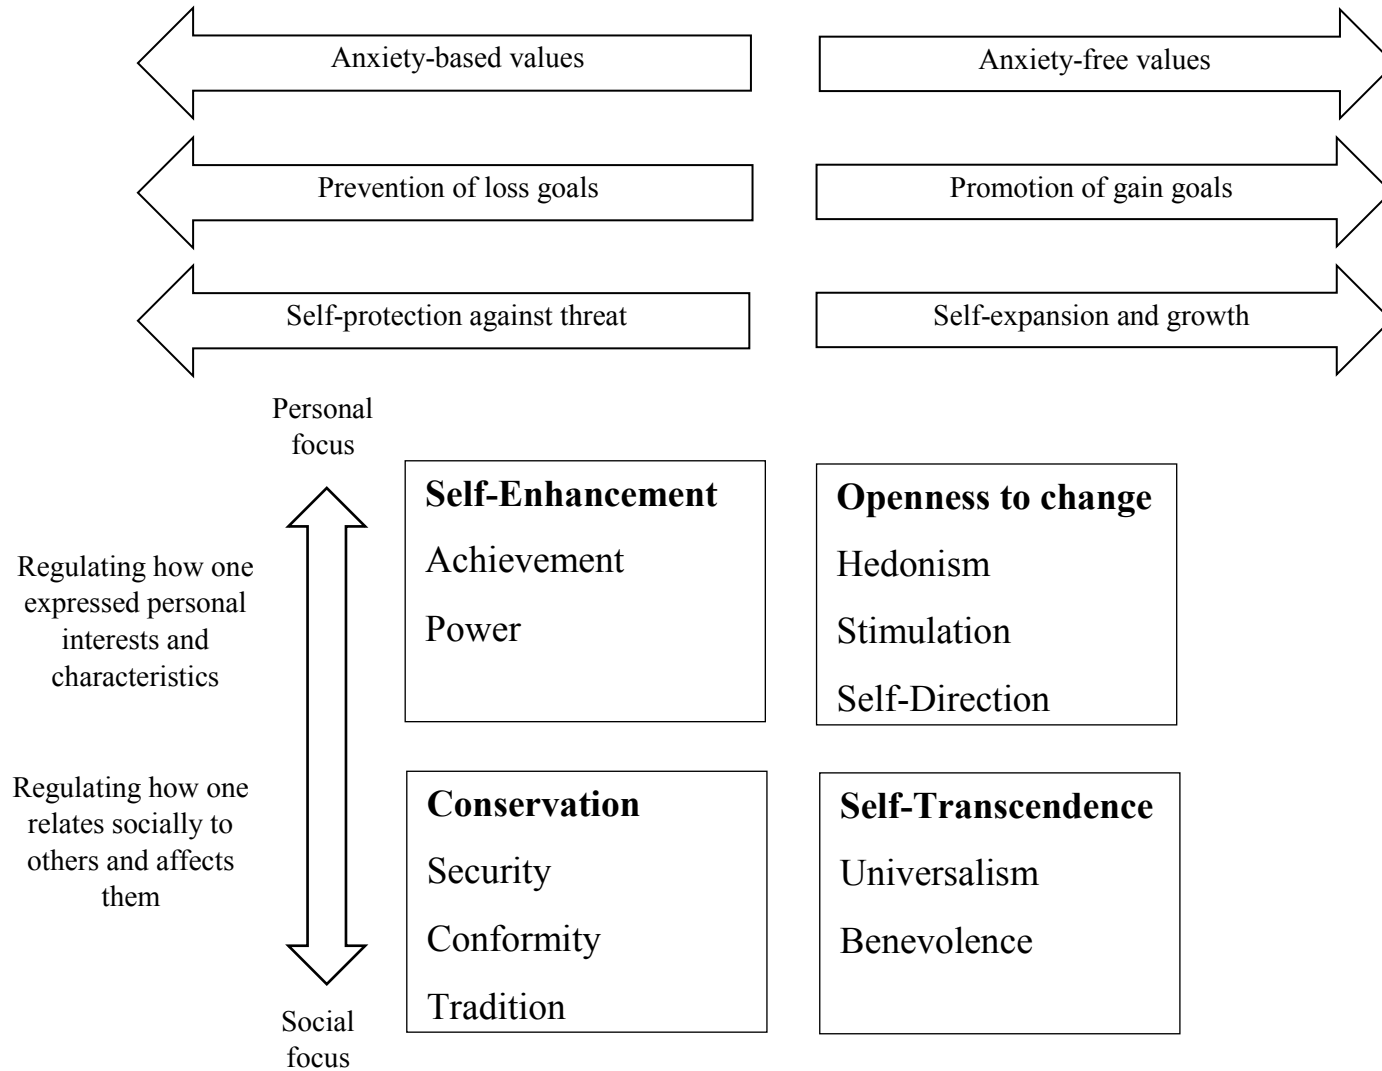 Anxiety-based values
Anxiety-free values
Prevention of loss goals
Promotion of gain goals
Self-protection against threat
Self-expansion and growth
Personal
focus
Regulating how one
expressed personal
interests and
characteristics
Regulating how one
relates socially to
others and affects
them
Social
focus
Self-Enhancement
Achievement
Power
Openness to change
Hedonism
Stimulation
Self-Direction
Conservation
Security
Conformity
Tradition
Self-Transcendence
Universalism
Benevolence